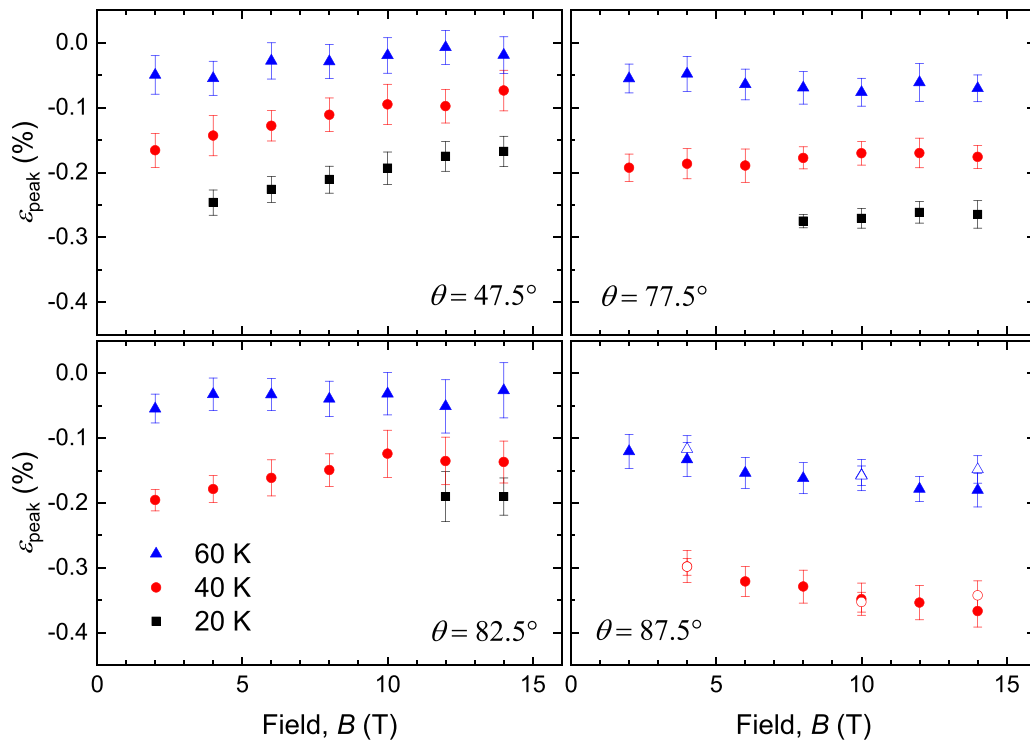 0.0
-0.1
-0.2
-0.3
-0.4
εpeak (%)
θ = 47.5°
θ = 77.5°
0.0
-0.1
-0.2
-0.3
-0.4
εpeak (%)
60 K
40 K
20 K
θ = 82.5°
θ = 87.5°
0 5 10 15 0 5 10 15
Field, B (T) Field, B (T)